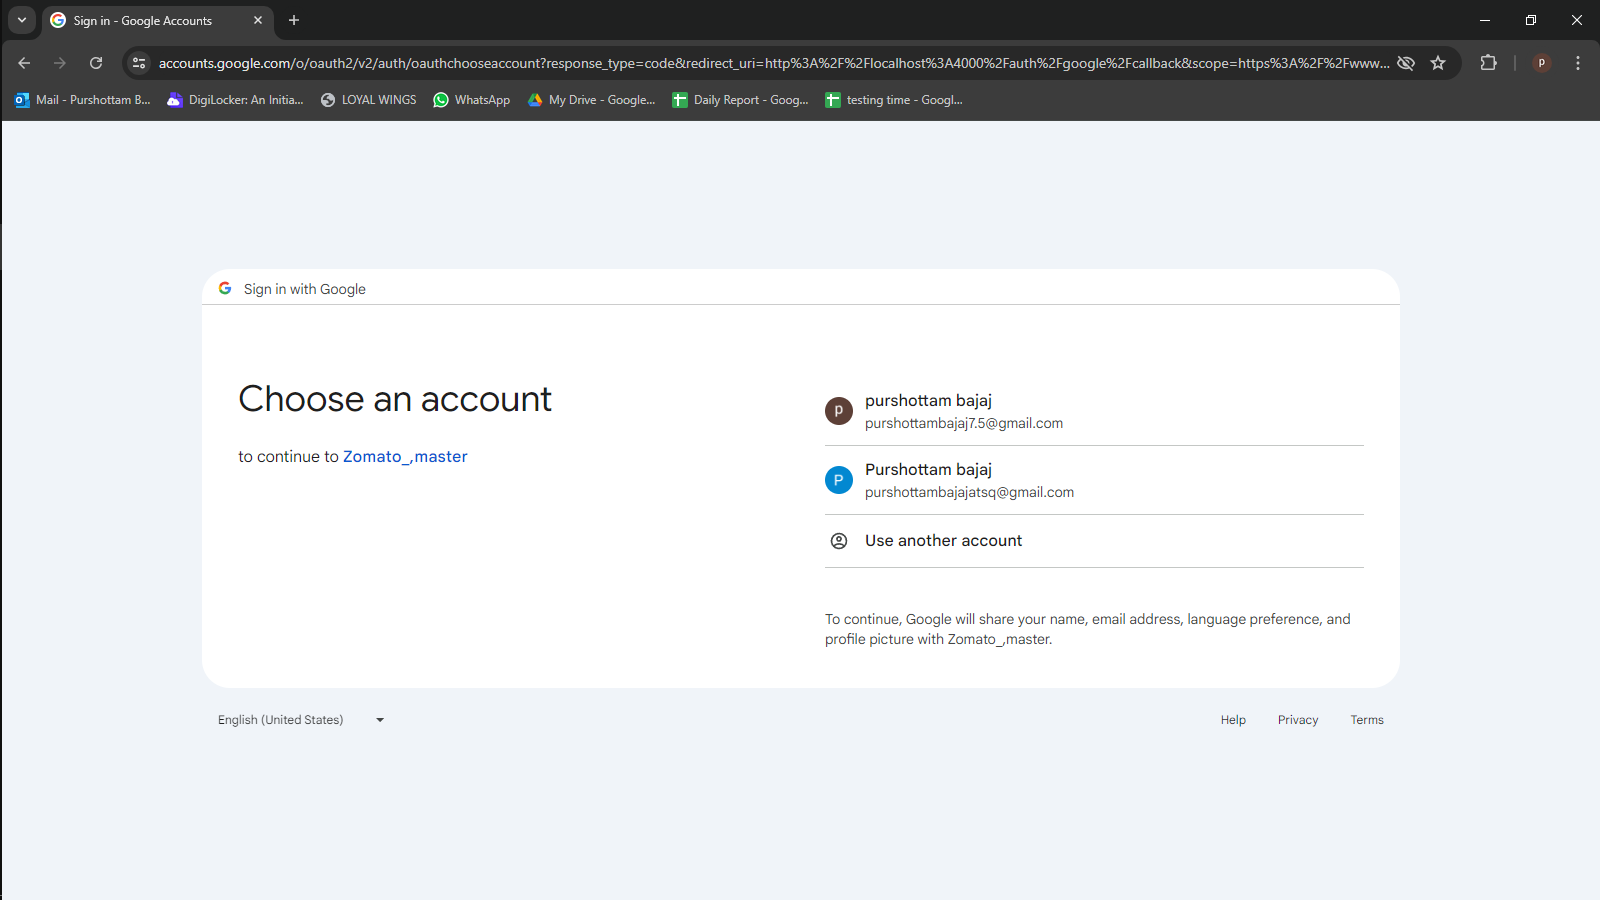 Sign in - Google Accounts
accounts.google.com/o/oauth2/v2/auth/oauthchooseaccount?response_type=code&redirect_uri=http%3A%2F%2Flocalhost%3A4000%2Fauth%2Fgoogle%2Fcallback&scope=https%3A%2F%2Fwww...
p
Mail - Purshottam B... DigiLocker: An Initia... LOYAL WINGS WhatsApp My Drive - Google... Daily Report - Goog... testing time - Googl...
Sign in with Google
Choose an account
to continue to Zomato_,master
p
purshottam bajaj
purshottambajaj7.5@gmail.com
P
Purshottam bajaj
purshottambajajatsq@gmail.com
Use another account
To continue, Google will share your name, email address, language preference, and
profile picture with Zomato_,master.
English (United States)
Help Privacy Terms